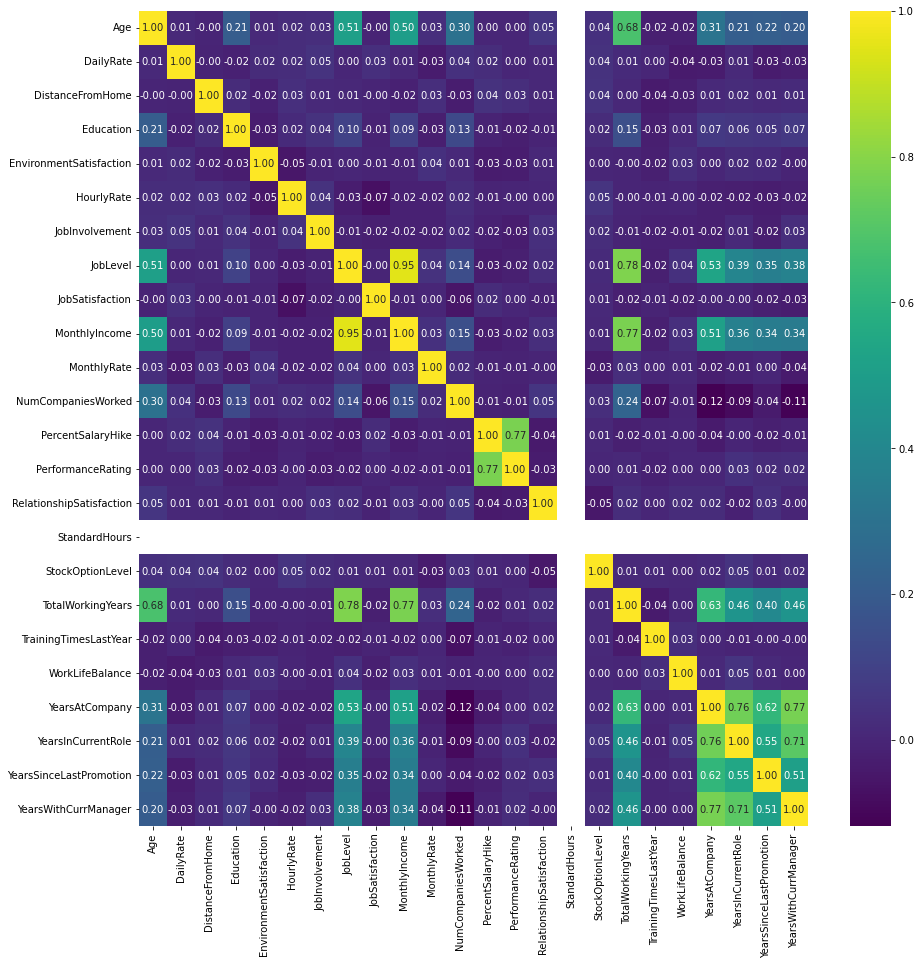 Age 1.00 0.01 -0.00 0.21 0.01 0.02 0.03 0.51 -0.00 0.50 0.03 0.30 0.00 0.00 0.05 0.04 0.68 -0.02 -0.02 0.31 0.21 0.22 0.20
DailyRate 0.01 1.00 -0.00 -0.02 0.02 0.02 0.05 0.00 0.03 0.01 -0.03 0.04 0.02 0.00 0.01 0.04 0.01 0.00 -0.04 -0.03 0.01 -0.03 -0.03
DistanceFromHome -0.00 -0.00 1.00 0.02 -0.02 0.03 0.01 0.01 -0.00 -0.02 0.03 -0.03 0.04 0.03 0.01 0.04 0.00 -0.04 -0.03 0.01 0.02 0.01 0.01
Education 0.21 -0.02 0.02 1.00 -0.03 0.02 0.04 0.10 -0.01 0.09 -0.03 0.13 -0.01 -0.02 -0.01 0.02 0.15 -0.03 0.01 0.07 0.06 0.05 0.07
EnvironmentSatisfaction 0.01 0.02 -0.02 -0.03 1.00 -0.05 -0.01 0.00 -0.01 -0.01 0.04 0.01 -0.03 -0.03 0.01 0.00 -0.00 -0.02 0.03 0.00 0.02 0.02 -0.00
HourlyRate 0.02 0.02 0.03 0.02 -0.05 1.00 0.04 -0.03 -0.07 -0.02 -0.02 0.02 -0.01 -0.00 0.00 0.05 -0.00 -0.01 -0.00 -0.02 -0.02 -0.03 -0.02
JobInvolvement 0.03 0.05 0.01 0.04 -0.01 0.04 1.00 -0.01 -0.02 -0.02 -0.02 0.02 -0.02 -0.03 0.03 0.02 -0.01 -0.02 -0.01 -0.02 0.01 -0.02 0.03
JobLevel 0.51 0.00 0.01 0.10 0.00 -0.03 -0.01 1.00 -0.00 0.95 0.04 0.14 -0.03 -0.02 0.02 0.01 0.78 -0.02 0.04 0.53 0.39 0.35 0.38
JobSatisfaction -0.00 0.03 -0.00 -0.01 -0.01 -0.07 -0.02 -0.00 1.00 -0.01 0.00 -0.06 0.02 0.00 -0.01 0.01 -0.02 -0.01 -0.02 -0.00 -0.00 -0.02 -0.03
MonthlyIncome 0.50 0.01 -0.02 0.09 -0.01 -0.02 -0.02 0.95 -0.01 1.00 0.03 0.15 -0.03 -0.02 0.03 0.01 0.77 -0.02 0.03 0.51 0.36 0.34 0.34
MonthlyRate 0.03 -0.03 0.03 -0.03 0.04 -0.02 -0.02 0.04 0.00 0.03 1.00 0.02 -0.01 -0.01 -0.00 -0.03 0.03 0.00 0.01 -0.02 -0.01 0.00 -0.04
NumCompaniesWorked 0.30 0.04 -0.03 0.13 0.01 0.02 0.02 0.14 -0.06 0.15 0.02 1.00 -0.01 -0.01 0.05 0.03 0.24 -0.07 -0.01 -0.12 -0.09 -0.04 -0.11
PercentSalaryHike 0.00 0.02 0.04 -0.01 -0.03 -0.01 -0.02 -0.03 0.02 -0.03 -0.01 -0.01 1.00 0.77 -0.04 0.01 -0.02 -0.01 -0.00 -0.04 -0.00 -0.02 -0.01
PerformanceRating 0.00 0.00 0.03 -0.02 -0.03 -0.00 -0.03 -0.02 0.00 -0.02 -0.01 -0.01 0.77 1.00 -0.03 0.00 0.01 -0.02 0.00 0.00 0.03 0.02 0.02
RelationshipSatisfaction 0.05 0.01 0.01 -0.01 0.01 0.00 0.03 0.02 -0.01 0.03 -0.00 0.05 -0.04 -0.03 1.00 -0.05 0.02 0.00 0.02 0.02 -0.02 0.03 -0.00
StandardHours
StockOptionLevel 0.04 0.04 0.04 0.02 0.00 0.05 0.02 0.01 0.01 0.01 -0.03 0.03 0.01 0.00 -0.05 1.00 0.01 0.01 0.00 0.02 0.05 0.01 0.02
TotalWorkingYears 0.68 0.01 0.00 0.15 -0.00 -0.00 -0.01 0.78 -0.02 0.77 0.03 0.24 -0.02 0.01 0.02 0.01 1.00 -0.04 0.00 0.63 0.46 0.40 0.46
TrainingTimesLastYear -0.02 0.00 -0.04 -0.03 -0.02 -0.01 -0.02 -0.02 -0.01 -0.02 0.00 -0.07 -0.01 -0.02 0.00 0.01 -0.04 1.00 0.03 0.00 -0.01 -0.00 -0.00
WorkLifeBalance -0.02 -0.04 -0.03 0.01 0.03 -0.00 -0.01 0.04 -0.02 0.03 0.01 -0.01 -0.00 0.00 0.02 0.00 0.00 0.03 1.00 0.01 0.05 0.01 0.00
YearsAtCompany 0.31 -0.03 0.01 0.07 0.00 -0.02 -0.02 0.53 -0.00 0.51 -0.02 -0.12 -0.04 0.00 0.02 0.02 0.63 0.00 0.01 1.00 0.76 0.62 0.77
YearsInCurrentRole 0.21 0.01 0.02 0.06 0.02 -0.02 0.01 0.39 -0.00 0.36 -0.01 -0.09 -0.00 0.03 -0.02 0.05 0.46 -0.01 0.05 0.76 1.00 0.55 0.71
YearsSinceLastPromotion 0.22 -0.03 0.01 0.05 0.02 -0.03 -0.02 0.35 -0.02 0.34 0.00 -0.04 -0.02 0.02 0.03 0.01 0.40 -0.00 0.01 0.62 0.55 1.00 0.51
YearsWithCurrManager 0.20 -0.03 0.01 0.07 -0.00 -0.02 0.03 0.38 -0.03 0.34 -0.04 -0.11 -0.01 0.02 -0.00 0.02 0.46 -0.00 0.00 0.77 0.71 0.51 1.00
Age
DailyRate
DistanceFromHome
Education
EnvironmentSatisfaction
HourlyRate
JobInvolvement
JobLevel
JobSatisfaction
MonthlyIncome
MonthlyRate
NumCompaniesWorked
PercentSalaryHike
PerformanceRating
RelationshipSatisfaction
StandardHours
StockOptionLevel
TotalWorkingYears
TrainingTimesLastYear
WorkLifeBalance
YearsAtCompany
YearsInCurrentRole
YearsSinceLastPromotion
YearsWithCurrManager
1.0
0.8
0.6
0.4
0.2
0.0